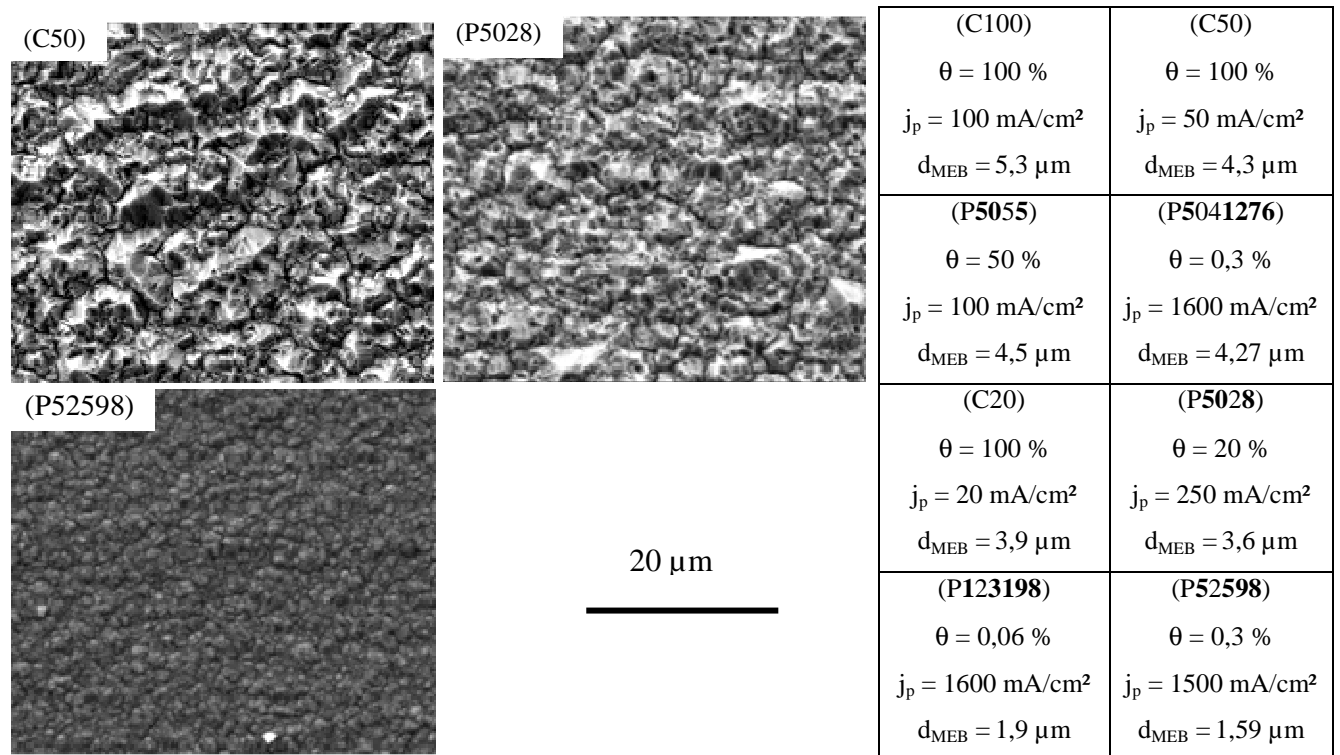 (C50)
(P5028)
(P52598)
20 µm
(C100)
θ = 100 %
jp = 100 mA/cm²
dMEB = 5,3 µm
(C50)
θ = 100 %
jp = 50 mA/cm²
dMEB = 4,3 µm
(P5055)
θ = 50 %
jp = 100 mA/cm²
dMEB = 4,5 µm
(P5041276)
θ = 0,3 %
jp = 1600 mA/cm²
dMEB = 4,27 µm
(C20)
θ = 100 %
jp = 20 mA/cm²
dMEB = 3,9 µm
(P5028)
θ = 20 %
jp = 250 mA/cm²
dMEB = 3,6 µm
(P123198)
θ = 0,06 %
jp = 1600 mA/cm²
dMEB = 1,9 µm
(P52598)
θ = 0,3 %
jp = 1500 mA/cm²
dMEB = 1,59 µm